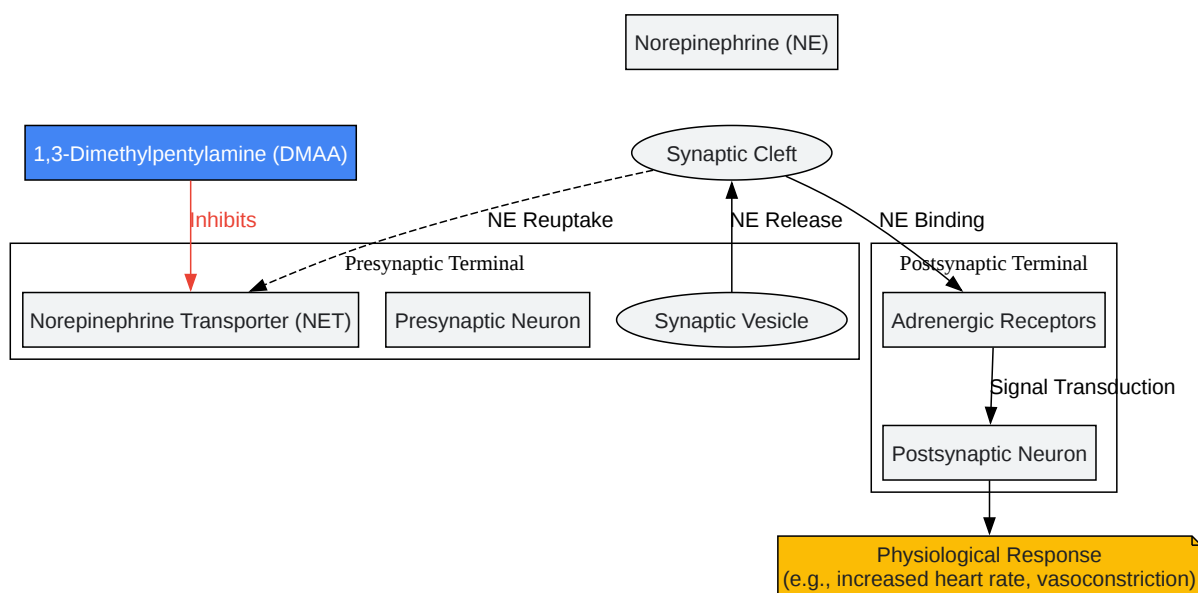 Norepinephrine (NE)
1,3-Dimethylpentylamine (DMAA)
Synaptic Cleft
Inhibits
NE Reuptake
NE Release
NE Binding
Presynaptic Terminal
Postsynaptic Terminal
Norepinephrine Transporter (NET)
Presynaptic Neuron
Synaptic Vesicle
Adrenergic Receptors
Signal Transduction
Postsynaptic Neuron
Physiological Response
(e.g., increased heart rate, vasoconstriction)